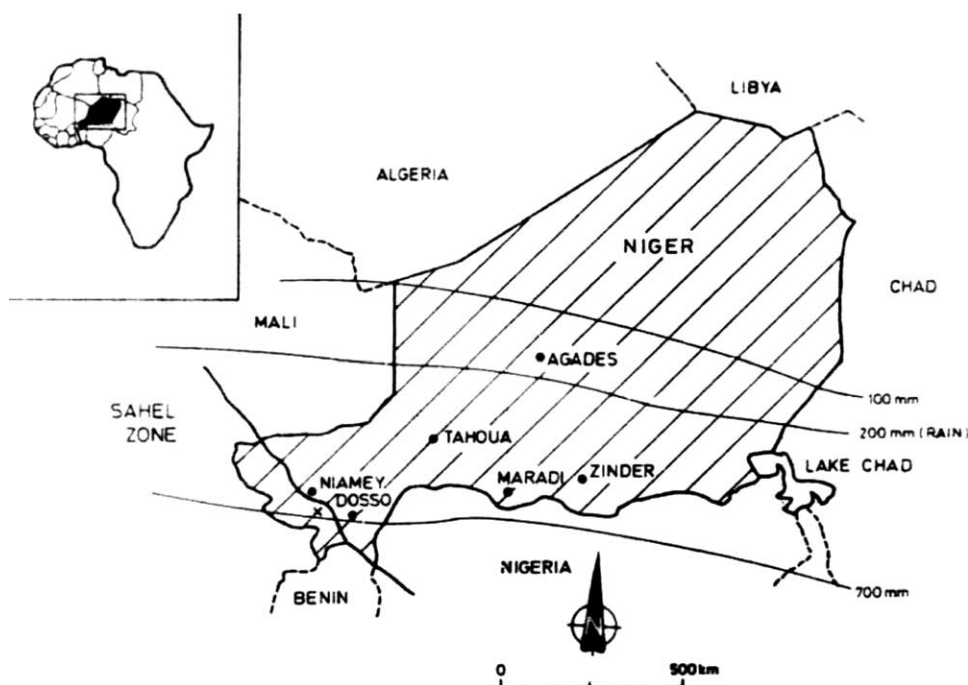 LIBYA
ALGERIA
NIGER
CHAD
MALI
AGADES
100 mm
200 mm (RAIN)
SAHEL
ZONE
TAHOUA
LAKE CHAD
ZINDER
MARADI
NIAMEY
DOSSO
x
NIGERIA
BENIN
700 mm
N
0 500 km